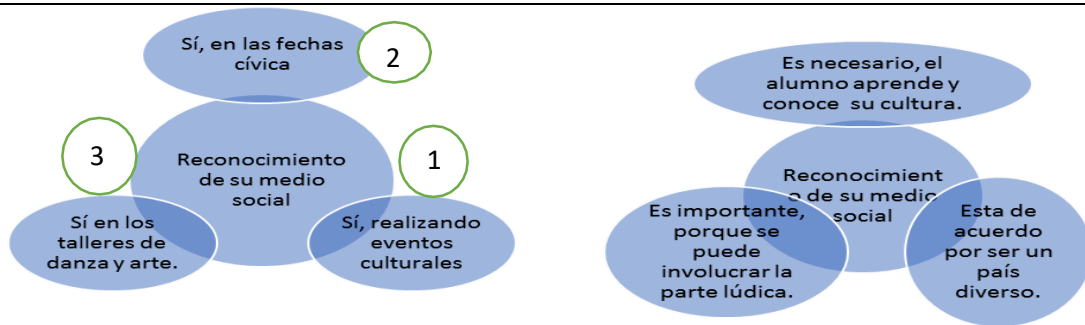 Sí, en las fechas
cívica
2
3
1
Reconocimiento
de su medio
social
Sí en los
talleres de
danza y arte.
Sí, realizando
eventos
culturales
Es necesario, el
alumno aprende y
conoce su cultura.
Reconocimient
o de su medio
social
Es importante,
porque se
puede
involucrar la
parte lúdica.
Esta de
acuerdo
por ser un
país
diverso.